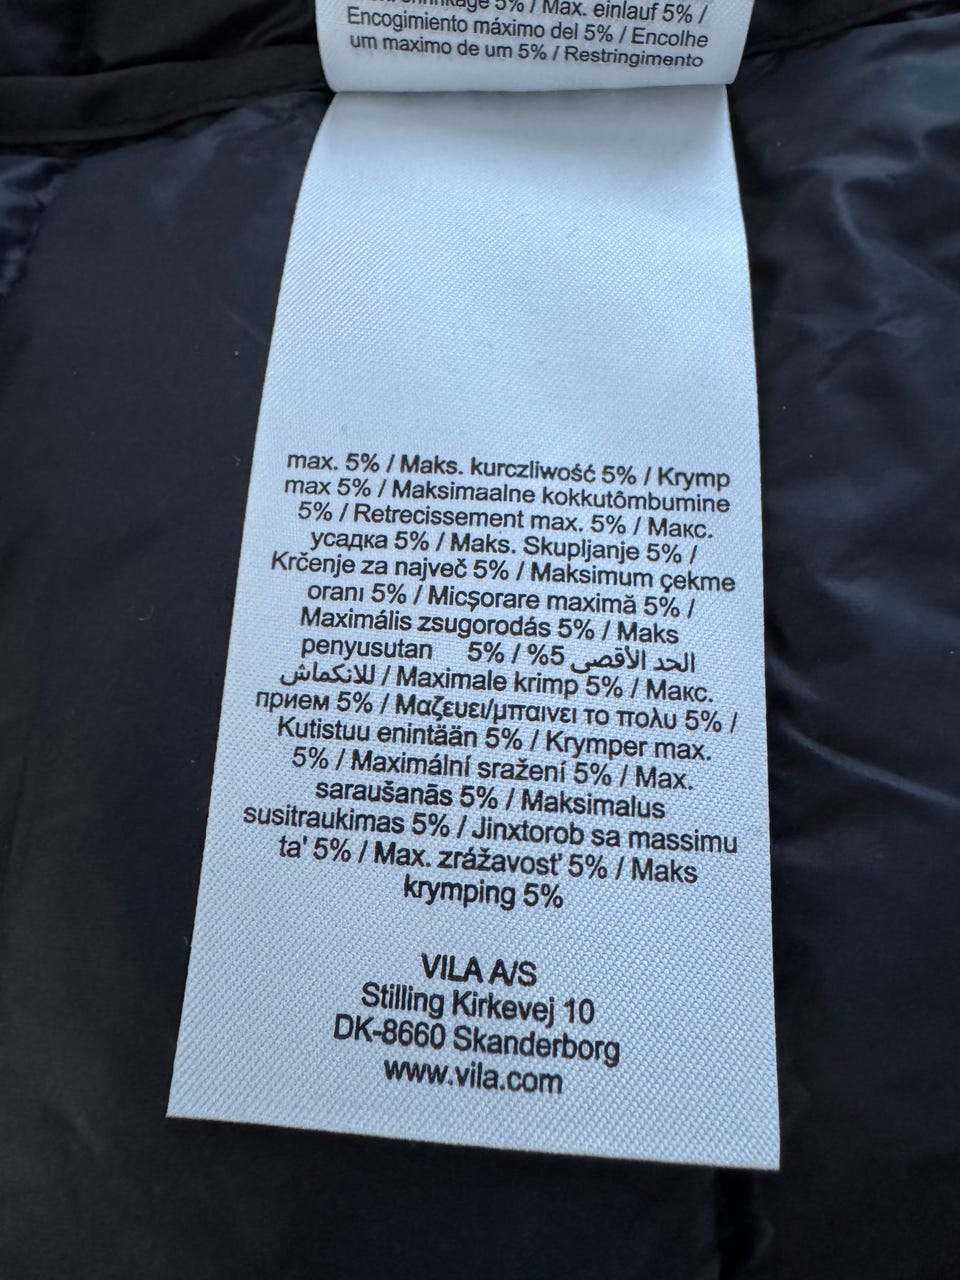 shrinkage 5% / Max. einlauf 5% /
Encogimiento máximo del 5% / Encolhe
um maximo de um 5% / Restringimento
max. 5% / Maks. kurczliwość 5% / Krymp
max 5% / Maksimaalne kokkutõmbumine
5% / Retrecissement max. 5% / Макс.
усадка 5% / Maks. Skupljanje 5% /
Krčenje za največ 5% / Maksimum çekme
oranı 5% / Micşorare maximă 5% /
Maximális zsugorodás 5% / Maks
penyusutan 5% / %5 الحد الأقصى
للانكماش / Maximale krimp 5% / Макс.
прием 5% / Μαζευει/μπαινει το πολυ 5% /
Kutistuu enintään 5% / Krymper max.
5% / Maximální sražení 5% / Max.
saraušanās 5% / Maksimalus
susitraukimas 5% / Jinxtorob sa massimu
ta' 5% / Max. zrážavosť 5% / Maks
krymping 5%
VILA A/S
Stilling Kirkevej 10
DK-8660 Skanderborg
www.vila.com